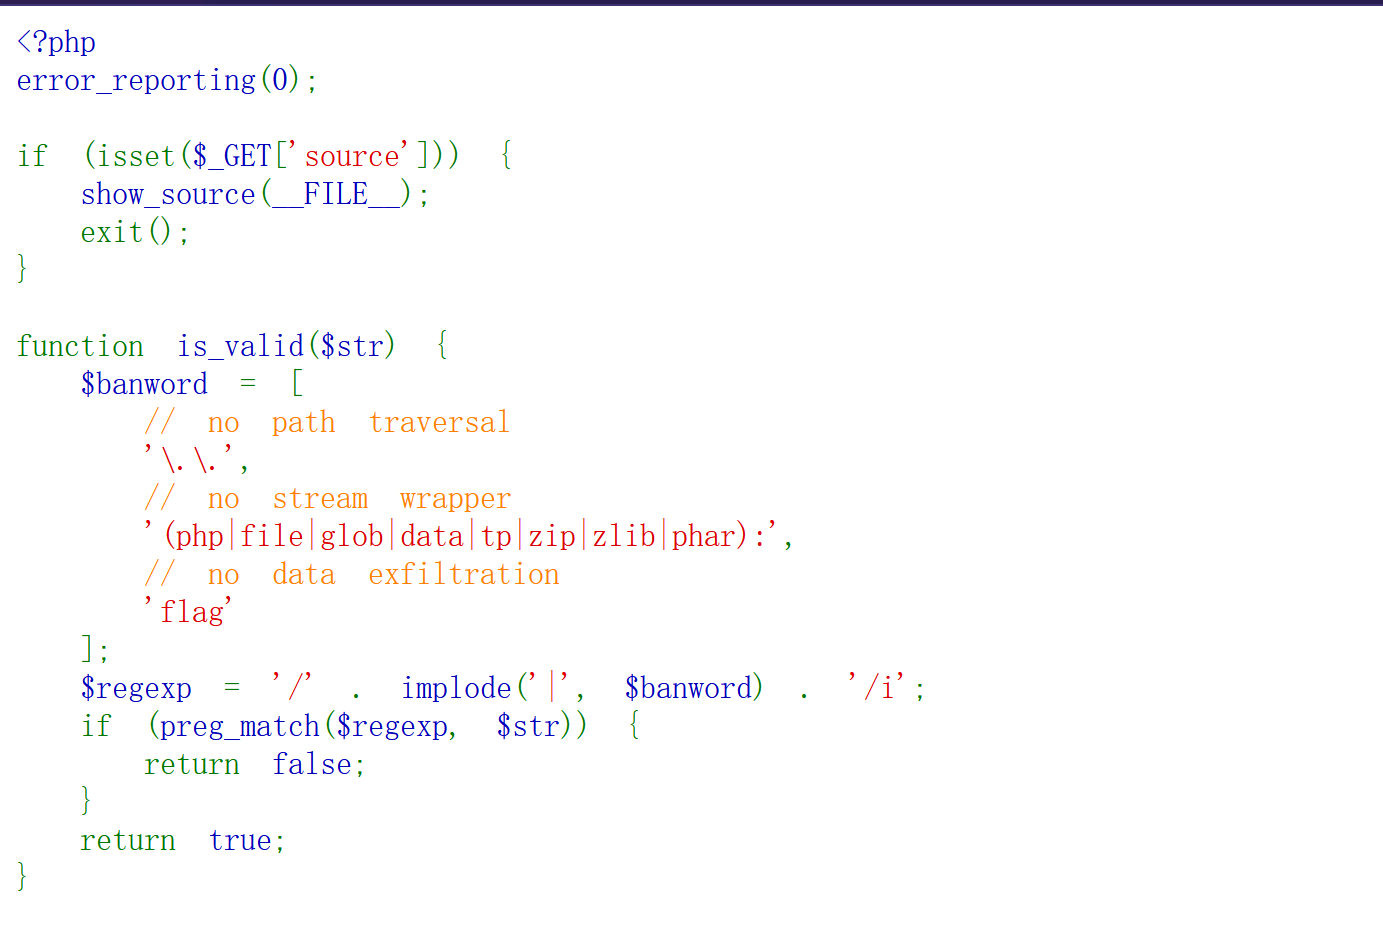 <?php
error_reporting(0);
if (isset($_GET['source'])) {
    show_source(__FILE__);
    exit();
}
function is_valid($str) {
    $banword = [
        // no path traversal
        '\.\.',
        // no stream wrapper
        '(php|file|glob|data|tp|zip|zlib|phar):',
        // no data exfiltration
        'flag'
    ];
    $regexp = '/' . implode('|', $banword) . '/i';
    if (preg_match($regexp, $str)) {
        return false;
    }
    return true;
}